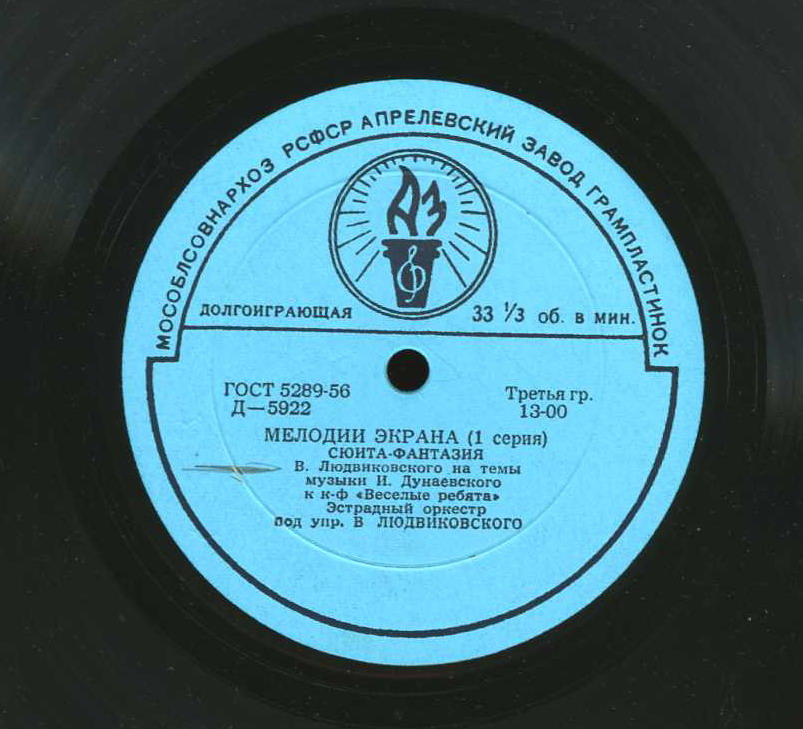 МОСОБЛСОВНАРХОЗ РСФСР АПРЕЛЕВСКИЙ ЗАВОД ГРАМПЛАСТИНОК
АЗ
ДОЛГОИГРАЮЩАЯ 33 1/3 об. в мин.
ГОСТ 5289-56 Третья гр.
Д—5922 13-00
МЕЛОДИИ ЭКРАНА (1 серия)
СЮИТА-ФАНТАЗИЯ
В. Людвиковского на темы
музыки И. Дунаевского
к к-ф «Веселые ребята»
Эстрадный оркестр
под упр. В ЛЮДВИКОВСКОГО